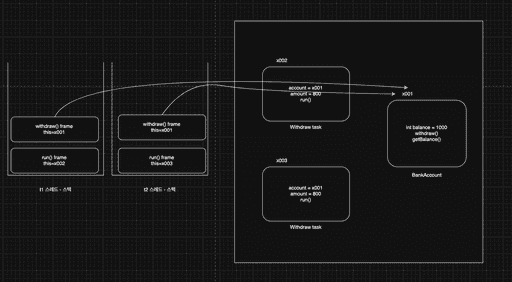 x002
account = x001
amount = 800
run()
Withdraw task
x001
int balance = 1000
withdraw()
getBalance()
BankAccount
withdraw() frame
this=x001
run() frame
this=x002
t1 스레드 - 스택
withdraw() frame
this=x001
run() frame
this=x003
t2 스레드 - 스택
x003
account = x001
amount = 800
run()
Withdraw task